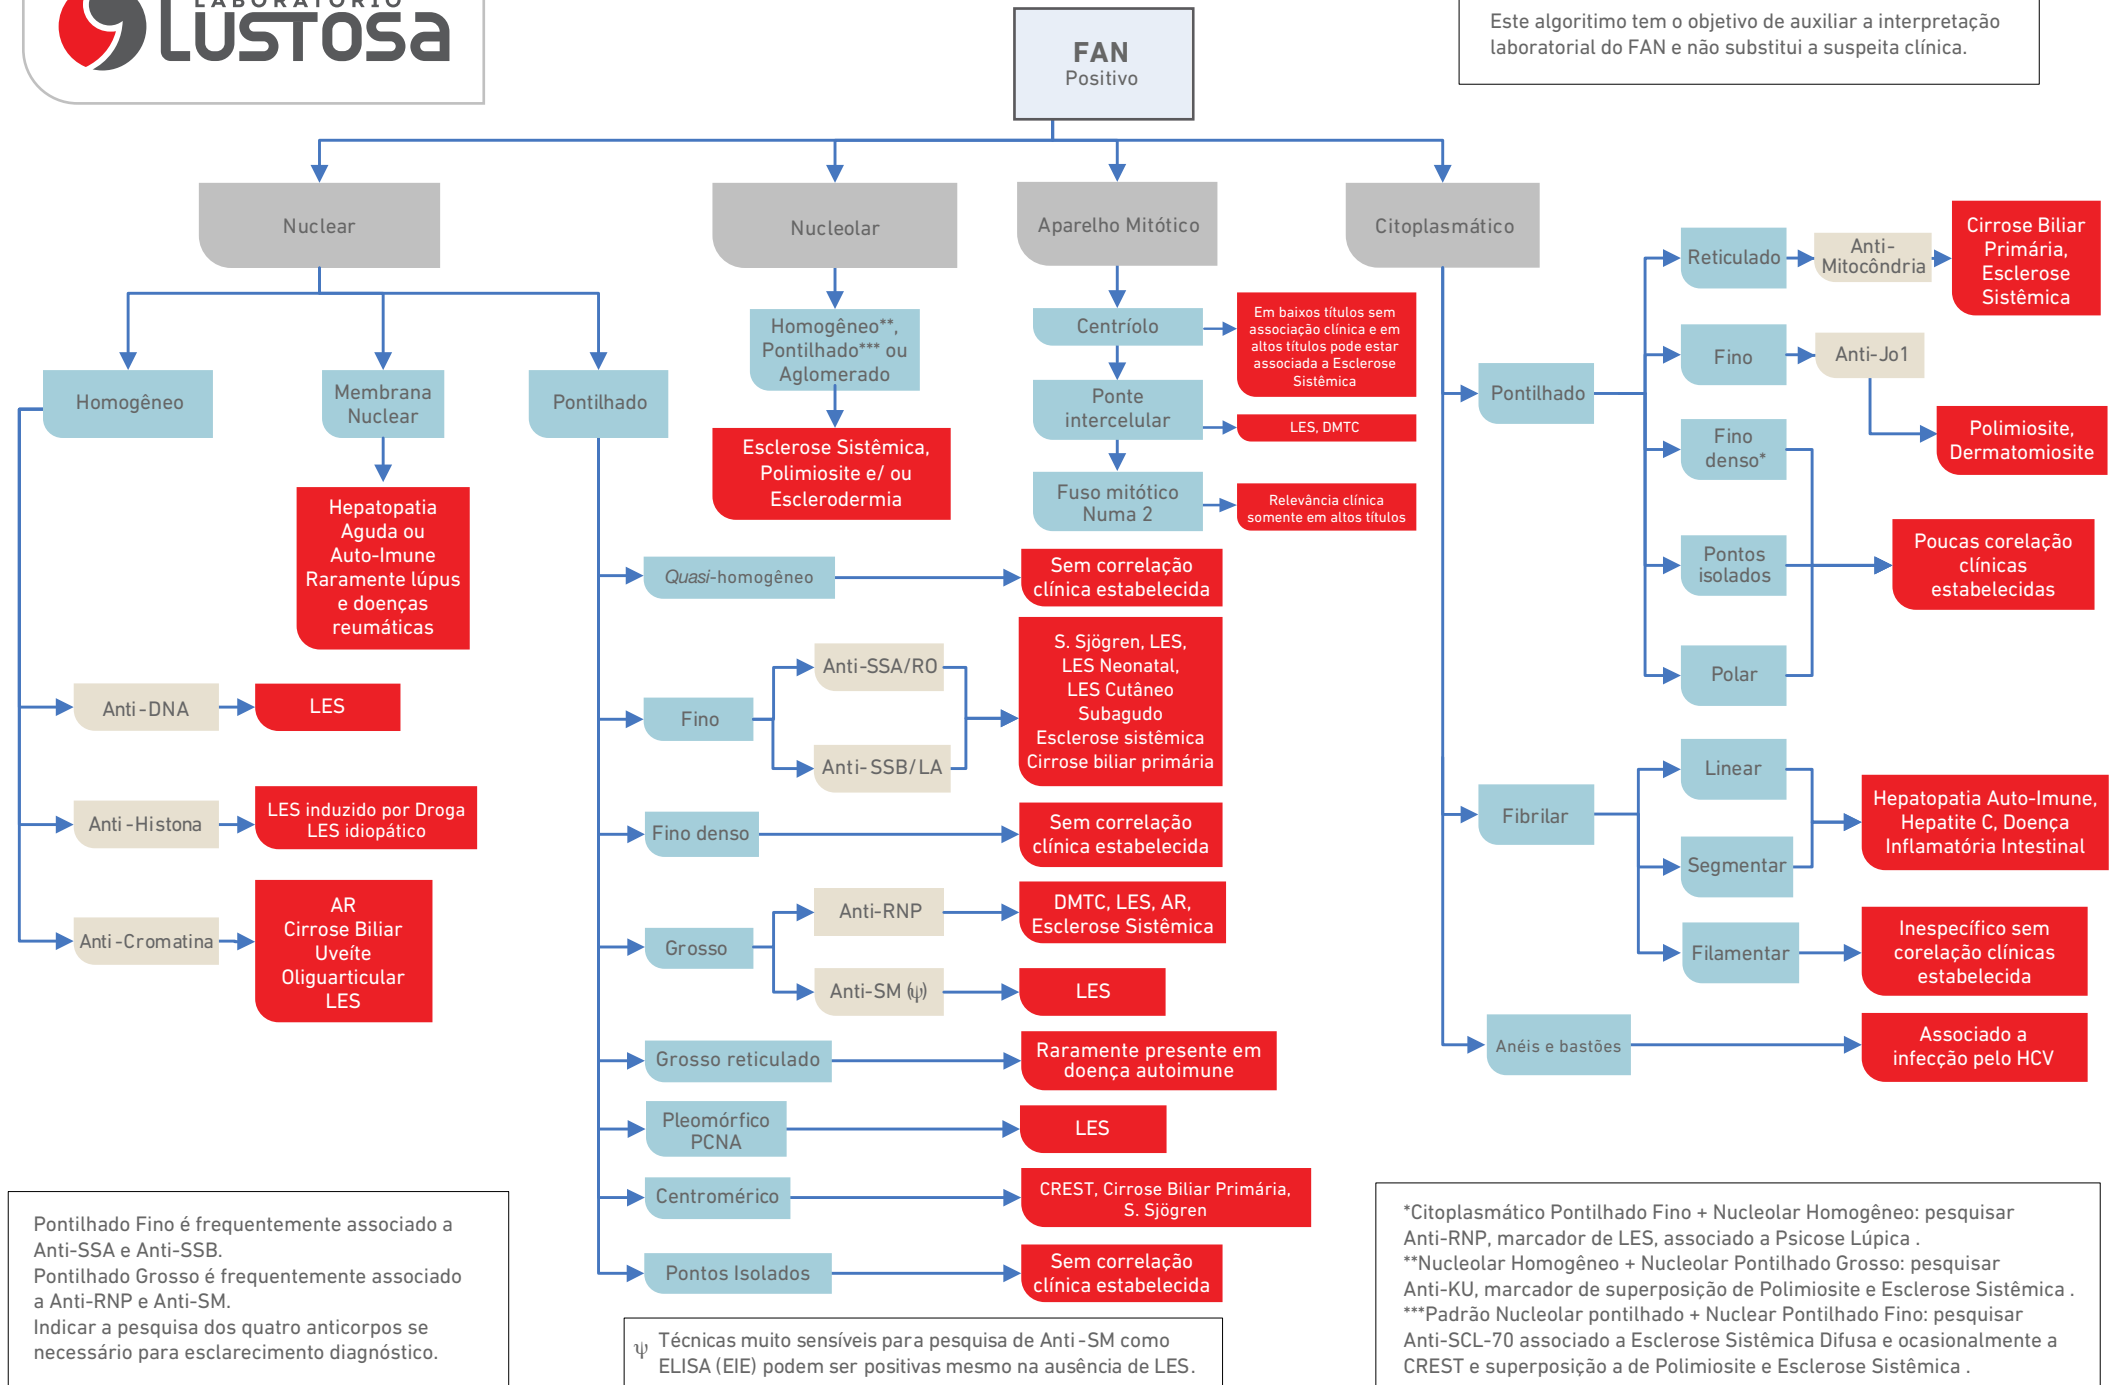 LABORATÓRIO
LUSTOSA
FAN
Positivo
Este algoritimo tem o objetivo de auxiliar a interpretação
laboratorial do FAN e não substitui a suspeita clínica.
Nuclear
Nucleolar
Aparelho Mitótico
Citoplasmático
Homogêneo
Membrana
Nuclear
Pontilhado
Hepatopatia
Aguda ou
Auto-Imune
Raramente lúpus
e doenças
reumáticas
Anti-DNA
LES
Anti-Histona
LES induzido por Droga
LES idiopático
Anti-Cromatina
AR
Cirrose Biliar
Uveíte
Oliguarticular
LES
Homogêneo**,
Pontilhado*** ou
Aglomerado
Esclerose Sistêmica,
Polimiosite e/ ou
Esclerodermia
Centríolo
Em baixos títulos sem
associação clínica e em
altos títulos pode estar
associada a Esclerose
Sistêmica
Ponte
intercelular
LES, DMTC
Fuso mitótico
Numa 2
Relevância clínica
somente em altos títulos
Quasi-homogêneo
Sem correlação
clínica estabelecida
Fino
Anti-SSA/RO
Anti-SSB/LA
S. Sjögren, LES,
LES Neonatal,
LES Cutâneo
Subagudo
Esclerose sistêmica
Cirrose biliar primária
Fino denso
Sem correlação
clínica estabelecida
Grosso
Anti-RNP
DMTC, LES, AR,
Esclerose Sistêmica
Anti-SM (ψ)
LES
Grosso reticulado
Raramente presente em
doença autoimune
Pleomórfico
PCNA
LES
Centromérico
CREST, Cirrose Biliar Primária,
S. Sjögren
Pontos Isolados
Sem correlação
clínica estabelecida
Pontilhado
Reticulado
Anti-
Mitocôndria
Cirrose Biliar
Primária,
Esclerose
Sistêmica
Fino
Anti-Jo1
Polimiosite,
Dermatomiosite
Fino
denso*
Pontos
isolados
Polar
Poucas corelação
clínicas
estabelecidas
Fibrilar
Linear
Segmentar
Hepatopatia Auto-Imune,
Hepatite C, Doença
Inflamatória Intestinal
Filamentar
Inespecífico sem
corelação clínicas
estabelecida
Anéis e bastões
Associado a
infecção pelo HCV
Pontilhado Fino é frequentemente associado a
Anti-SSA e Anti-SSB.
Pontilhado Grosso é frequentemente associado
a Anti-RNP e Anti-SM.
Indicar a pesquisa dos quatro anticorpos se
necessário para esclarecimento diagnóstico.
ψ Técnicas muito sensíveis para pesquisa de Anti-SM como
ELISA (EIE) podem ser positivas mesmo na ausência de LES.
*Citoplasmático Pontilhado Fino + Nucleolar Homogêneo: pesquisar
Anti-RNP, marcador de LES, associado a Psicose Lúpica .
**Nucleolar Homogêneo + Nucleolar Pontilhado Grosso: pesquisar
Anti-KU, marcador de superposição de Polimiosite e Esclerose Sistêmica .
***Padrão Nucleolar pontilhado + Nuclear Pontilhado Fino: pesquisar
Anti-SCL-70 associado a Esclerose Sistêmica Difusa e ocasionalmente a
CREST e superposição a de Polimiosite e Esclerose Sistêmica .